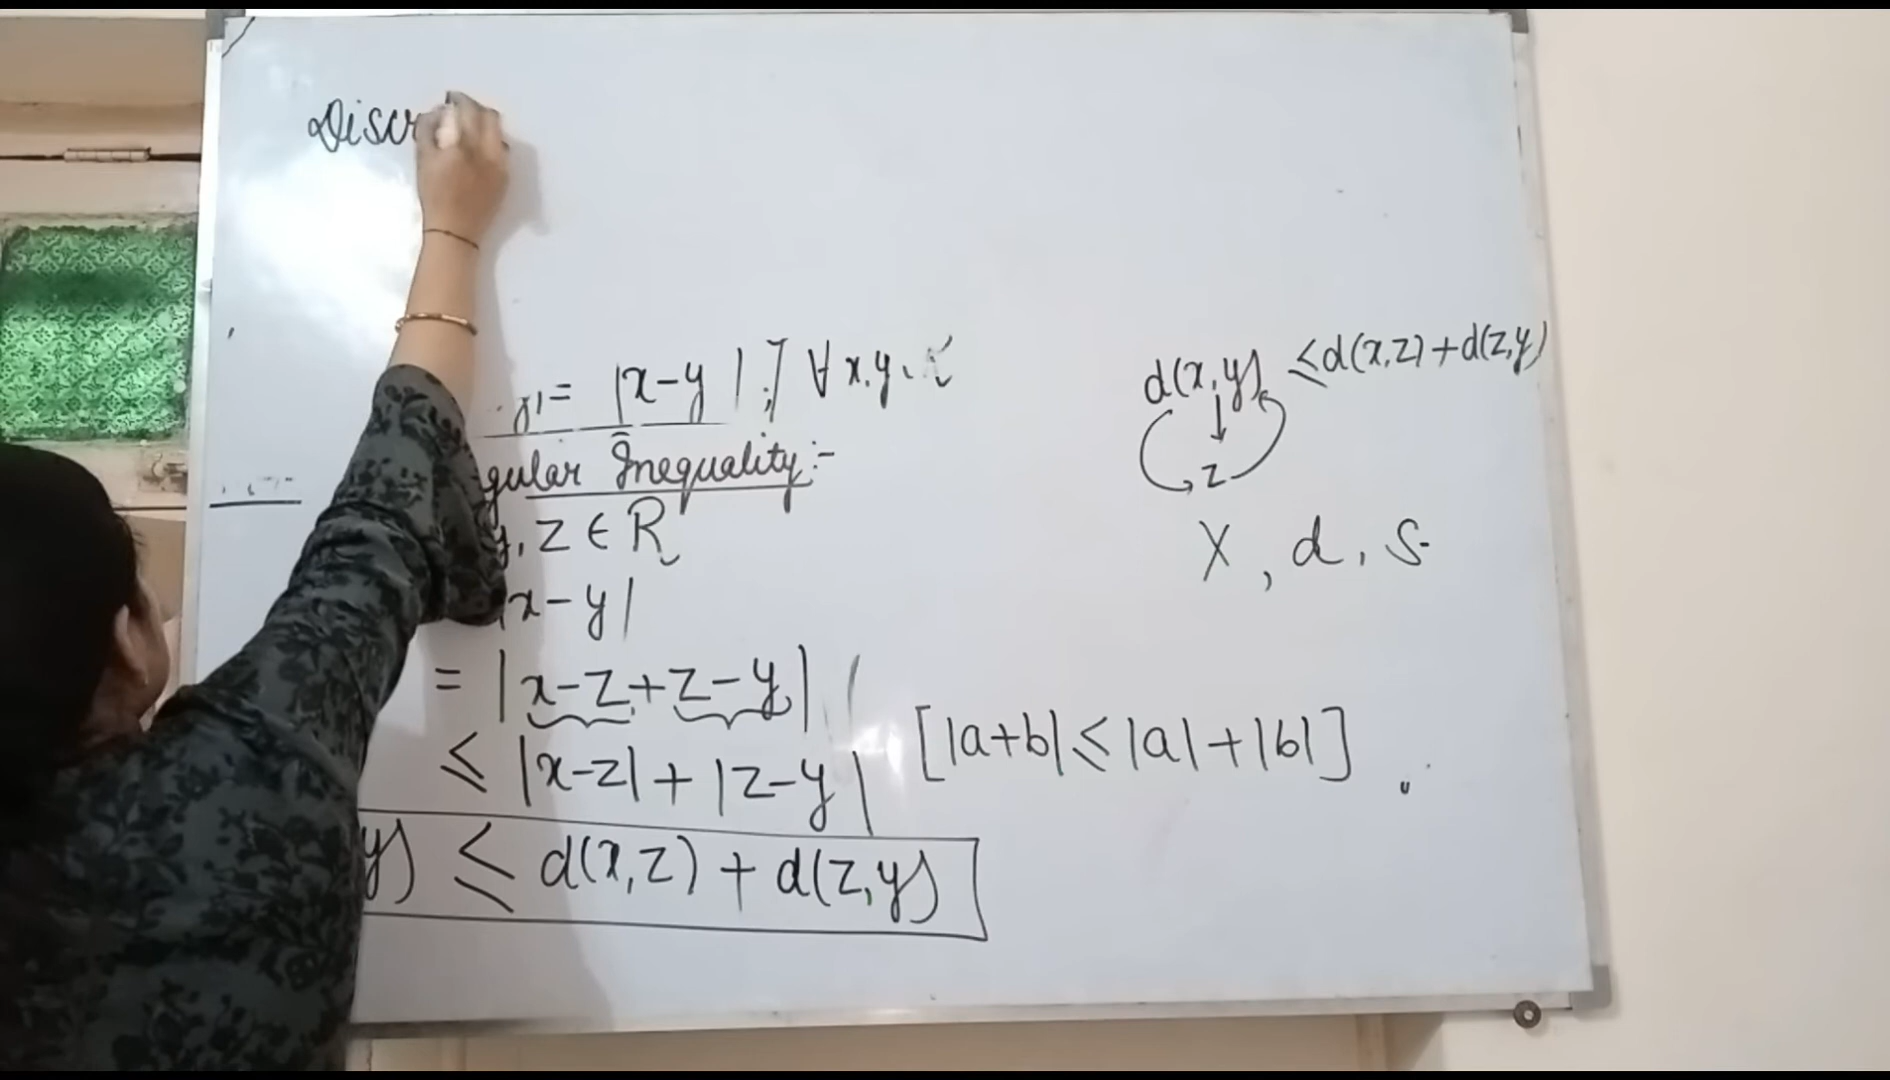 Discr
= |x-y| ;] ∀ x,y,
gular Inequality:-
y, z ∈ R
|x-y|
= |x-z+z-y|
≤ |x-z| + |z-y| [|a+b| ≤ |a| + |b|]
y) ≤ d(x,z) + d(z,y)
d(x,y) ≤ d(x,z) + d(z,y)
z
X, d, S